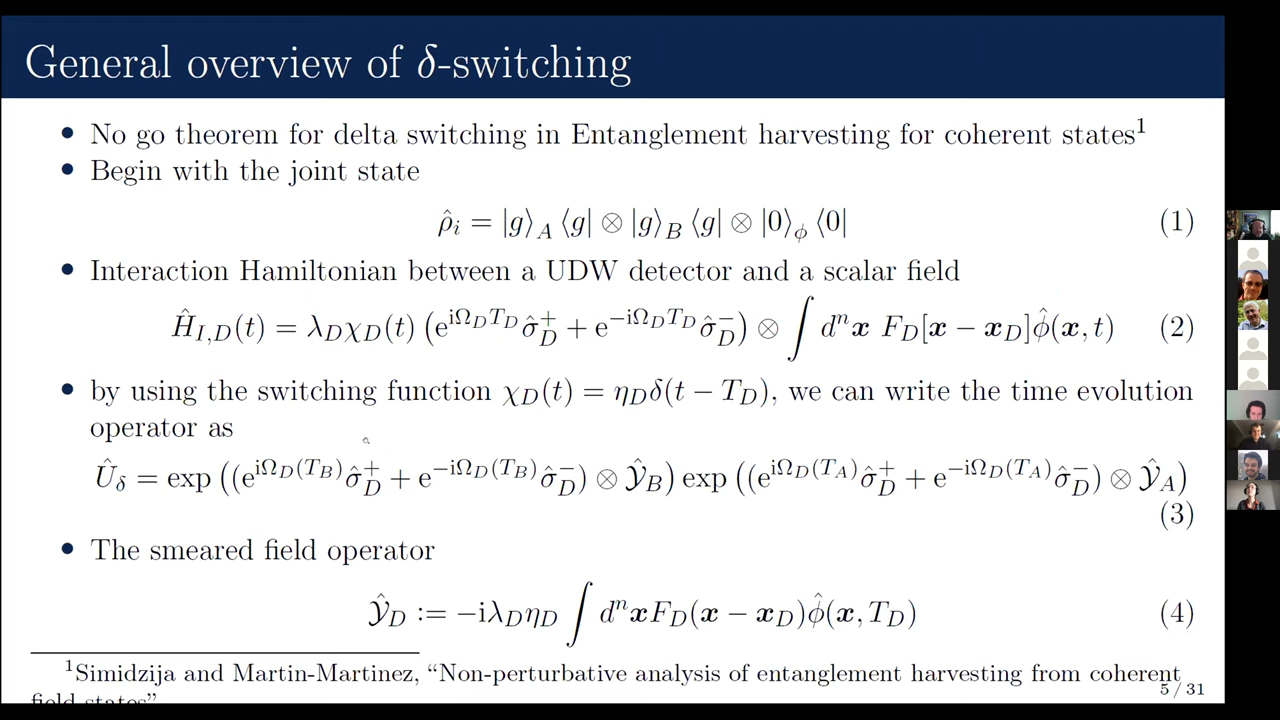 General overview of δ-switching
• No go theorem for delta switching in Entanglement harvesting for coherent states¹
• Begin with the joint state
ρ̂ᵢ = |g⟩_A ⟨g| ⊗ |g⟩_B ⟨g| ⊗ |0⟩_ϕ ⟨0| (1)
• Interaction Hamiltonian between a UDW detector and a scalar field
Ĥ_{I,D}(t) = λ_D χ_D(t) (e^{iΩ_D T_D} σ̂_D^+ + e^{-iΩ_D T_D} σ̂_D^-) ⊗ ∫ dⁿ𝒙 F_D[𝒙 − 𝒙_D] ϕ̂(𝒙, t) (2)
• by using the switching function χ_D(t) = η_D δ(t − T_D), we can write the time evolution
operator as
Û_δ = exp ((e^{iΩ_D(T_B)} σ̂_D^+ + e^{-iΩ_D(T_B)} σ̂_D^-) ⊗ 𝒴̂_B) exp ((e^{iΩ_D(T_A)} σ̂_D^+ + e^{-iΩ_D(T_A)} σ̂_D^-) ⊗ 𝒴̂_A)
(3)
• The smeared field operator
𝒴̂_D := −iλ_D η_D ∫ dⁿ𝒙 F_D(𝒙 − 𝒙_D) ϕ̂(𝒙, T_D) (4)
¹Simidzija and Martin-Martinez, “Non-perturbative analysis of entanglement harvesting from coherent
field states”
5 / 31